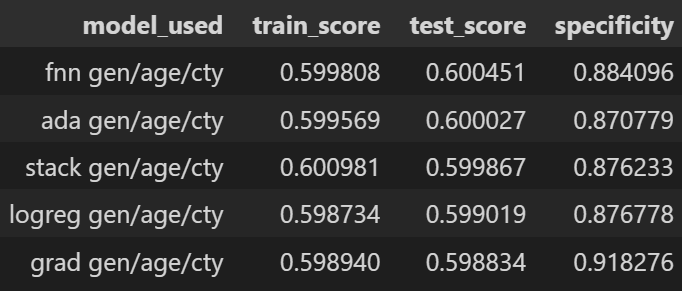 model_used train_score test_score specificity
fnn gen/age/cty 0.599808 0.600451 0.884096
ada gen/age/cty 0.599569 0.600027 0.870779
stack gen/age/cty 0.600981 0.599867 0.876233
logreg gen/age/cty 0.598734 0.599019 0.876778
grad gen/age/cty 0.598940 0.598834 0.918276